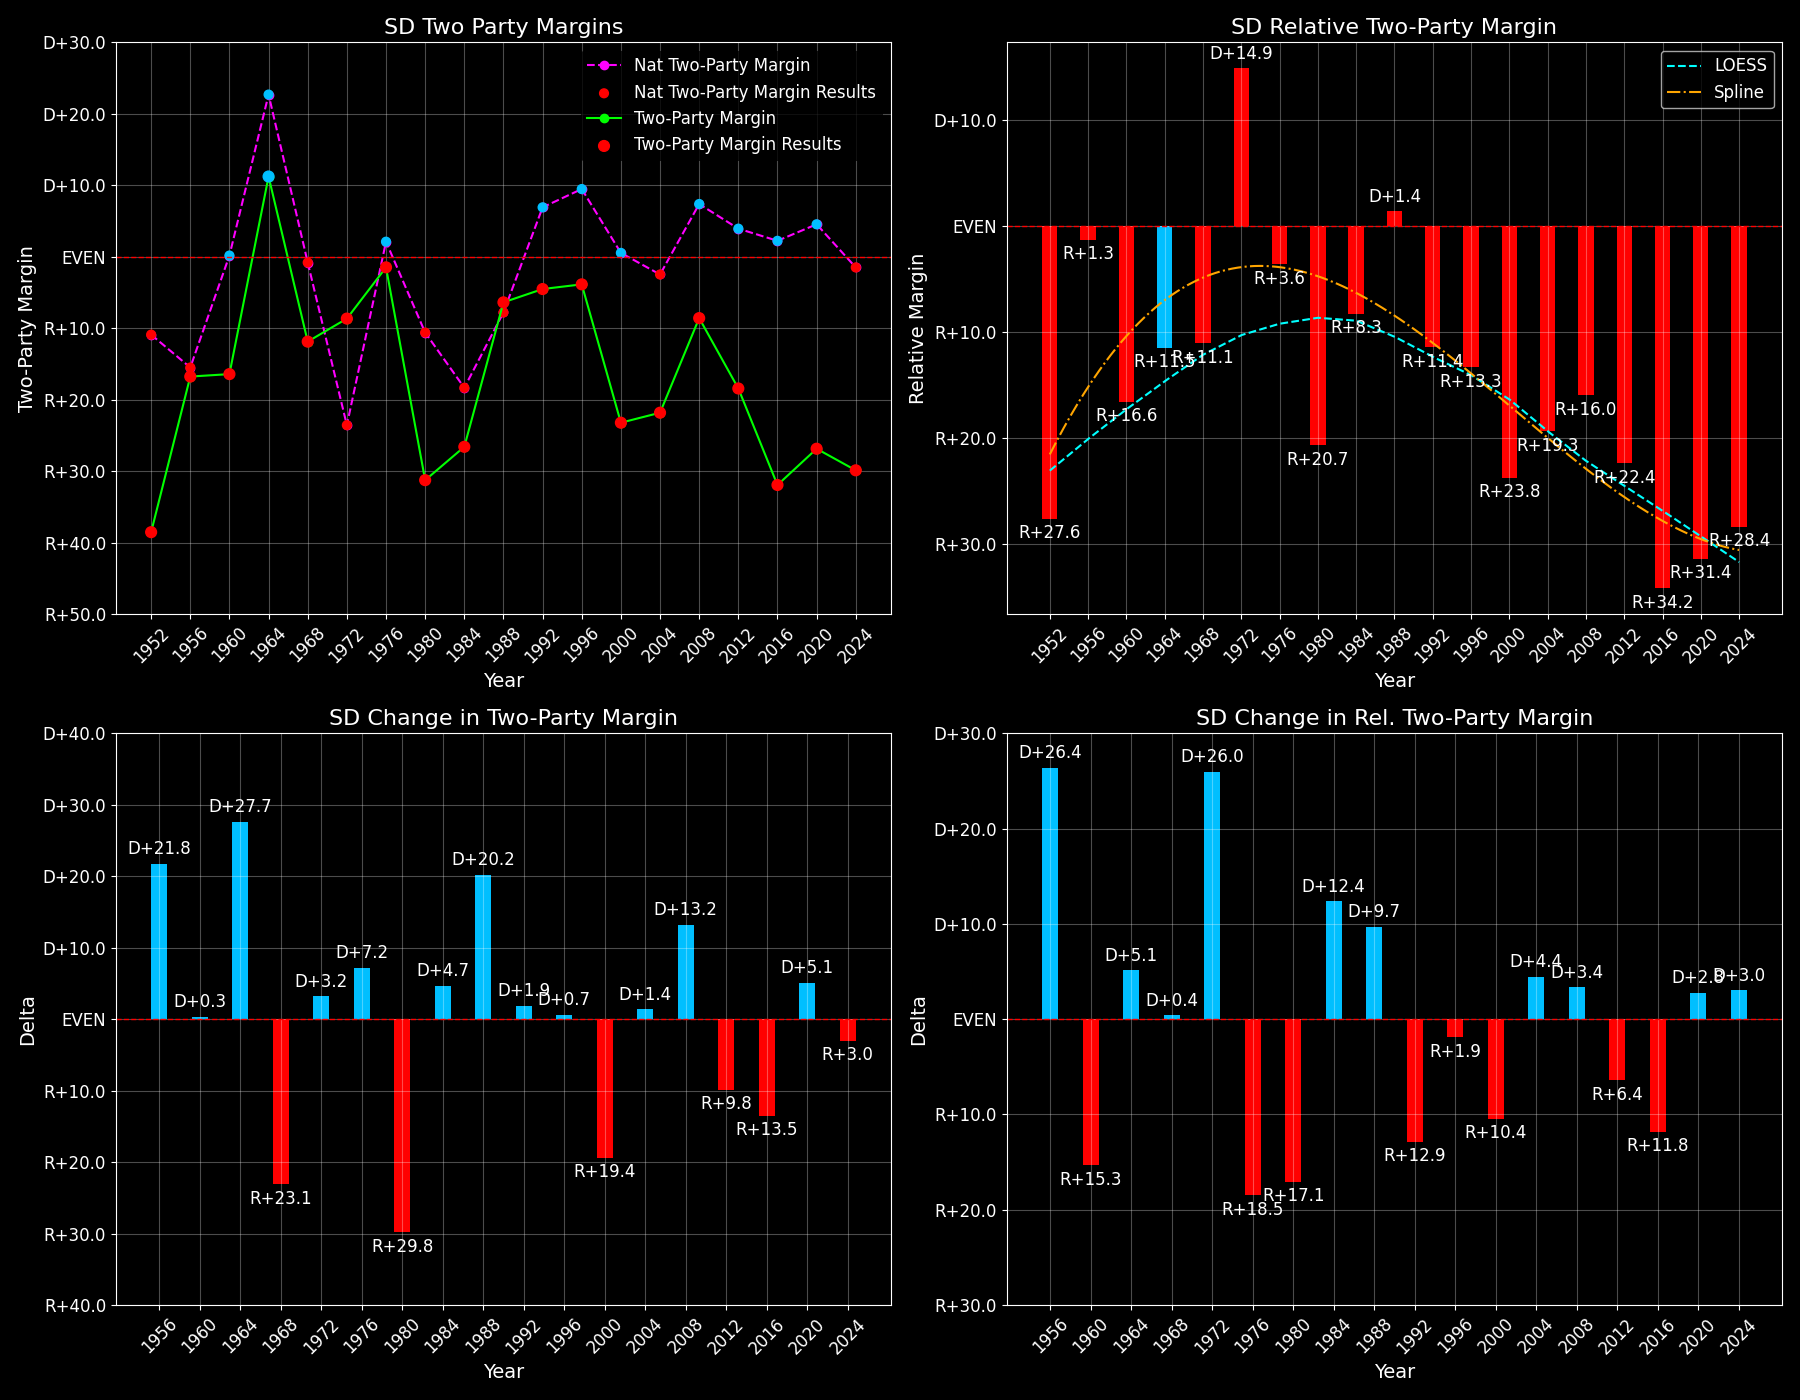 SD Two Party Margins
D+30.0
D+20.0
D+10.0
EVEN
R+10.0
R+20.0
R+30.0
R+40.0
R+50.0
Two-Party Margin
Nat Two-Party Margin
Nat Two-Party Margin Results
Two-Party Margin
Two-Party Margin Results
1952 1956 1960 1964 1968 1972 1976 1980 1984 1988 1992 1996 2000 2004 2008 2012 2016 2020 2024
Year
SD Relative Two-Party Margin
D+10.0
EVEN
R+10.0
R+20.0
R+30.0
Relative Margin
LOESS
Spline
R+27.6
R+1.3
R+16.6
R+11.5
R+11.1
D+14.9
R+3.6
R+20.7
R+8.3
D+1.4
R+11.4
R+13.3
R+23.8
R+19.3
R+16.0
R+22.4
R+34.2
R+31.4
R+28.4
1952 1956 1960 1964 1968 1972 1976 1980 1984 1988 1992 1996 2000 2004 2008 2012 2016 2020 2024
Year
SD Change in Two-Party Margin
D+40.0
D+30.0
D+20.0
D+10.0
EVEN
R+10.0
R+20.0
R+30.0
R+40.0
Delta
D+21.8
D+0.3
D+27.7
R+23.1
D+3.2
D+7.2
R+29.8
D+4.7
D+20.2
D+1.9
D+0.7
R+19.4
D+1.4
D+13.2
R+9.8
R+13.5
D+5.1
R+3.0
1956 1960 1964 1968 1972 1976 1980 1984 1988 1992 1996 2000 2004 2008 2012 2016 2020 2024
Year
SD Change in Rel. Two-Party Margin
D+30.0
D+20.0
D+10.0
EVEN
R+10.0
R+20.0
R+30.0
Delta
D+26.4
R+15.3
D+5.1
D+0.4
D+26.0
R+18.5
R+17.1
D+12.4
D+9.7
R+12.9
R+1.9
R+10.4
D+4.4
D+3.4
R+6.4
R+11.8
D+2.8
D+3.0
1956 1960 1964 1968 1972 1976 1980 1984 1988 1992 1996 2000 2004 2008 2012 2016 2020 2024
Year